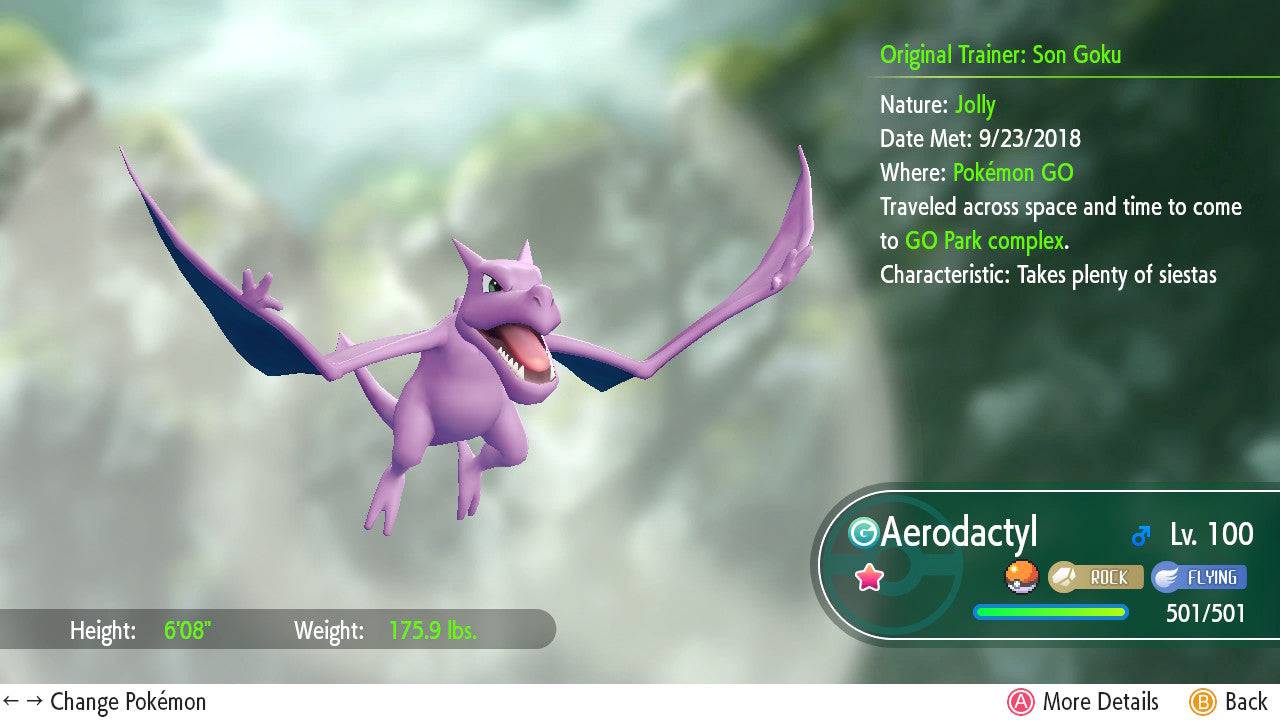 Original Trainer: Son Goku
Nature: Jolly
Date Met: 9/23/2018
Where: Pokémon GO
Traveled across space and time to come
to GO Park complex.
Characteristic: Takes plenty of siestas
G Aerodactyl ♂ Lv. 100
ROCK FLYING
501/501
Height: 6'08" Weight: 175.9 lbs.
← → Change Pokémon A More Details B Back